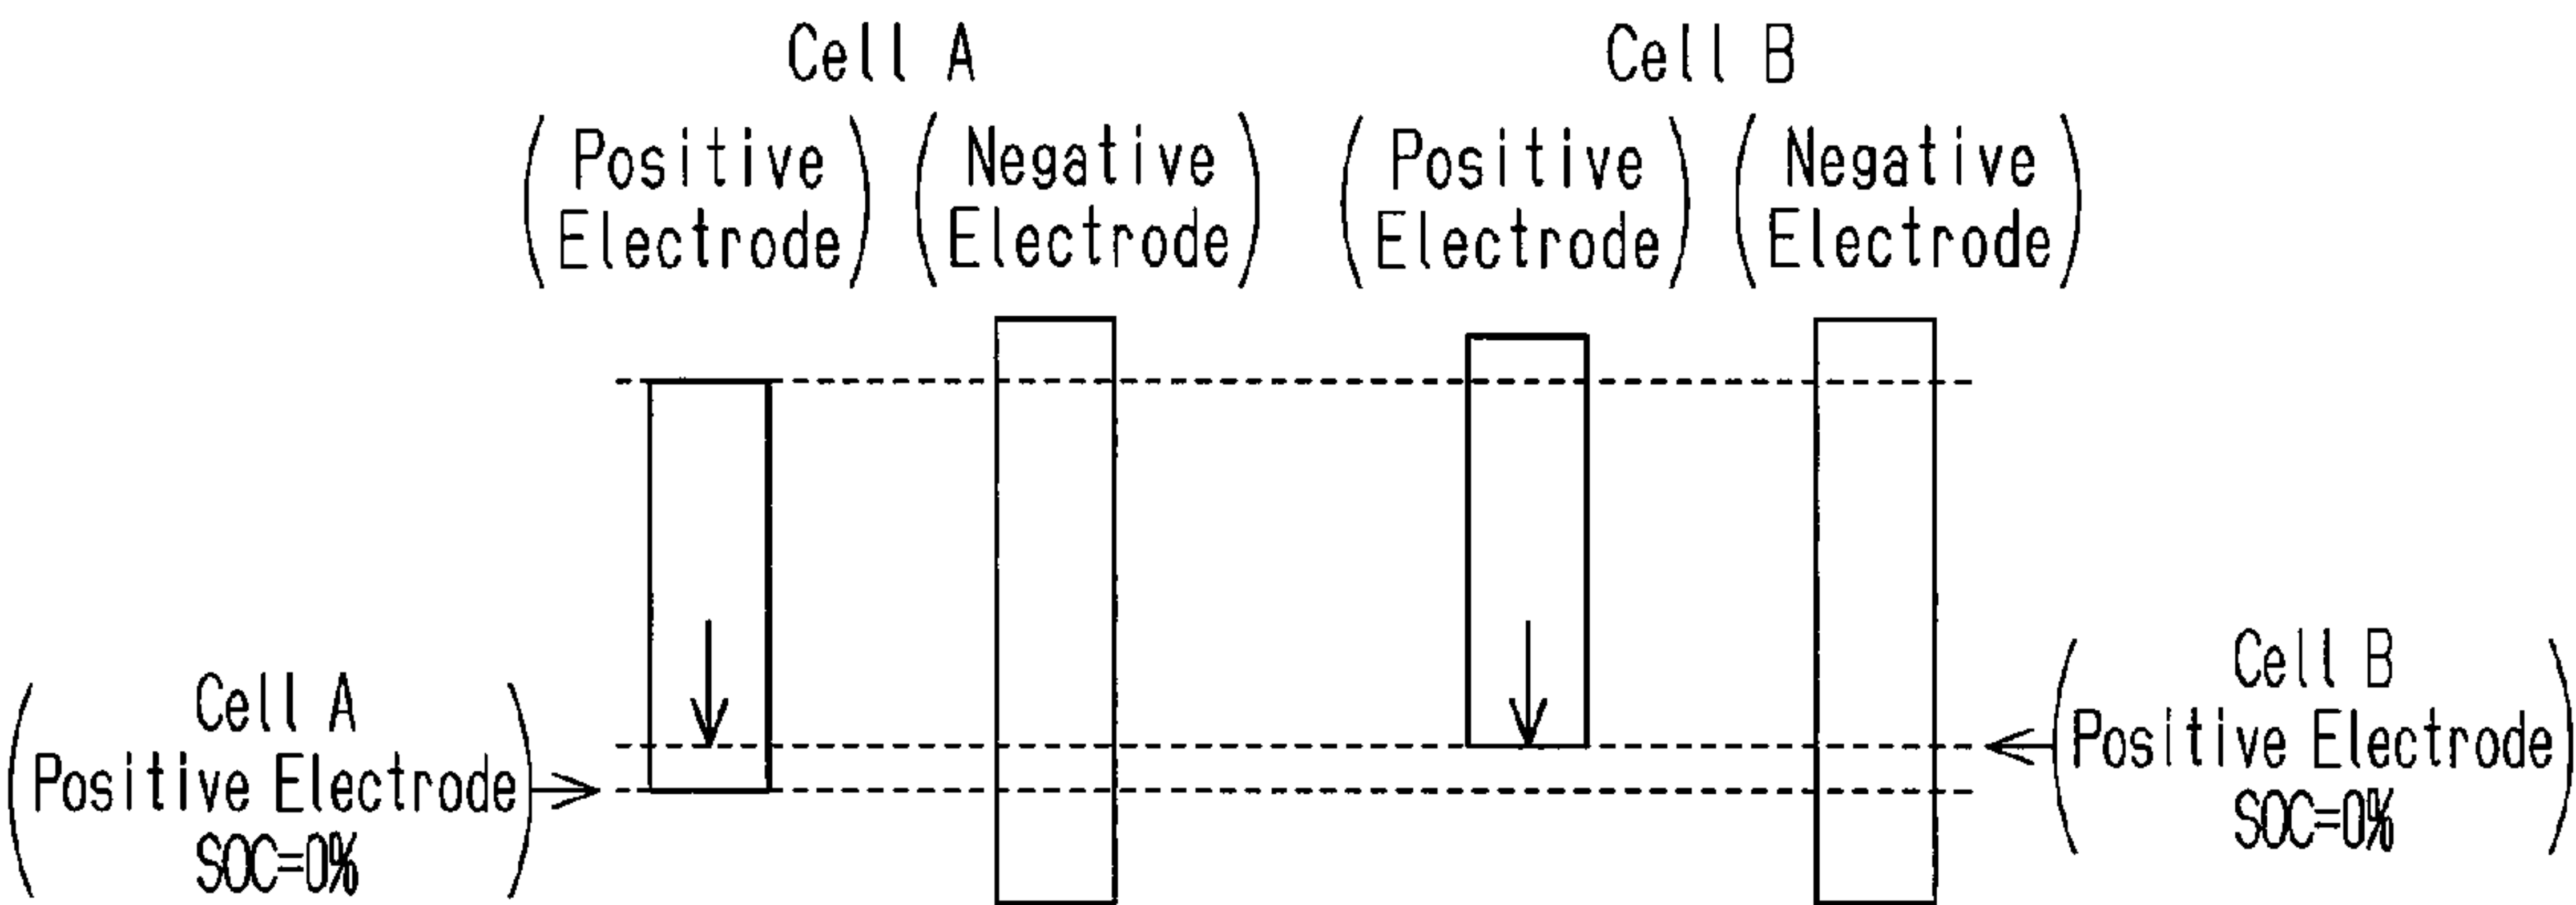 Cell A
(Positive Electrode)
(Negative Electrode)
Cell B
(Positive Electrode)
(Negative Electrode)
(Cell A
Positive Electrode
SOC=0%)
(Cell B
Positive Electrode
SOC=0%)